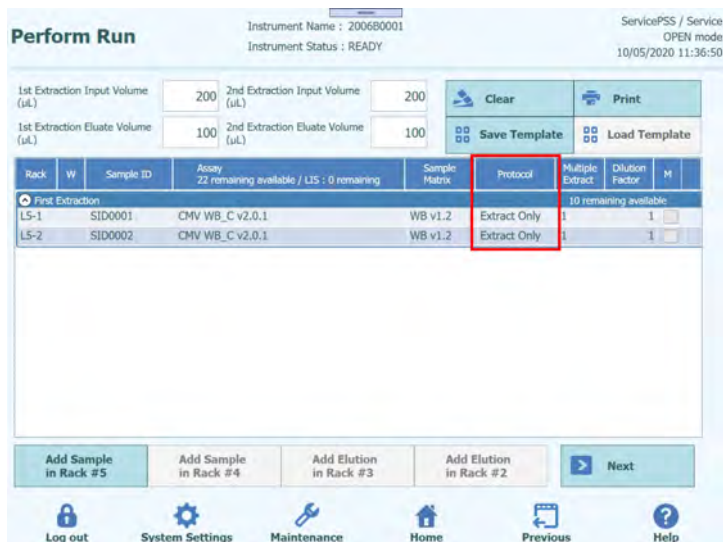 Perform Run
Instrument Name : 2006B0001
Instrument Status : READY
ServicePSS / Service
OPEN mode
10/05/2020 11:36:50
1st Extraction Input Volume (µL) 200
2nd Extraction Input Volume (µL) 200
1st Extraction Eluate Volume (µL) 100
2nd Extraction Eluate Volume (µL) 100
Clear
Print
Save Template
Load Template
Rack W Sample ID Assay 22 remaining available / LIS : 0 remaining Sample Matrix Protocol Multiple Extract Dilution Factor M
First Extraction 10 remaining available
L5-1 SID0001 CMV WB_C v2.0.1 WB v1.2 Extract Only 1 1
L5-2 SID0002 CMV WB_C v2.0.1 WB v1.2 Extract Only 1 1
Add Sample in Rack #5
Add Sample in Rack #4
Add Elution in Rack #3
Add Elution in Rack #2
Next
Log out
System Settings
Maintenance
Home
Previous
Help